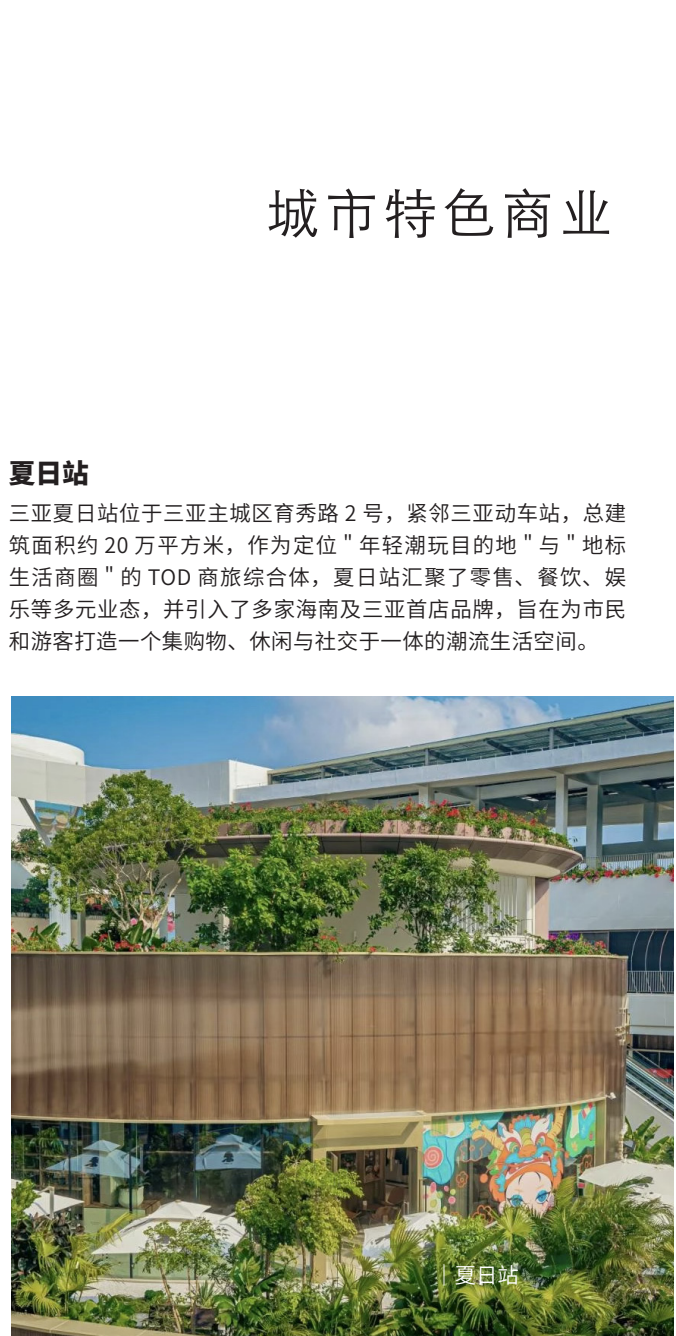 城市特色商业
夏日站
三亚夏日站位于三亚主城区育秀路 2 号，紧邻三亚动车站，总建
筑面积约 20 万平方米，作为定位 " 年轻潮玩目的地 " 与 " 地标
生活商圈 " 的 TOD 商旅综合体，夏日站汇聚了零售、餐饮、娱
乐等多元业态，并引入了多家海南及三亚首店品牌，旨在为市民
和游客打造一个集购物、休闲与社交于一体的潮流生活空间。
夏日站